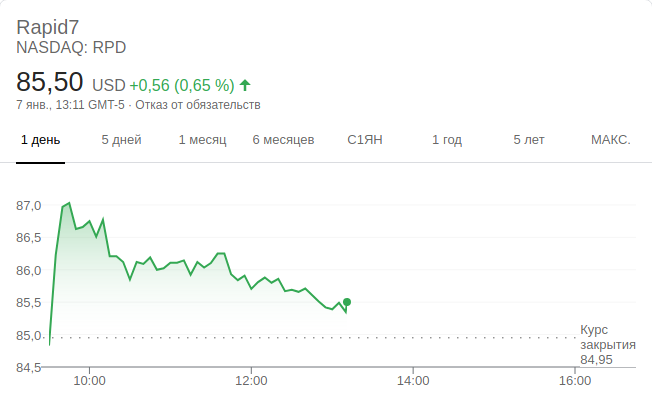 Rapid7
NASDAQ: RPD
85,50 USD +0,56 (0,65 %)
7 янв., 13:11 GMT-5 · Отказ от обязательств
1 день 5 дней 1 месяц 6 месяцев С1ЯН 1 год 5 лет МАКС.
87,0
86,5
86,0
85,5
85,0
84,5
Курс
закрытия
84,95
10:00 12:00 14:00 16:00